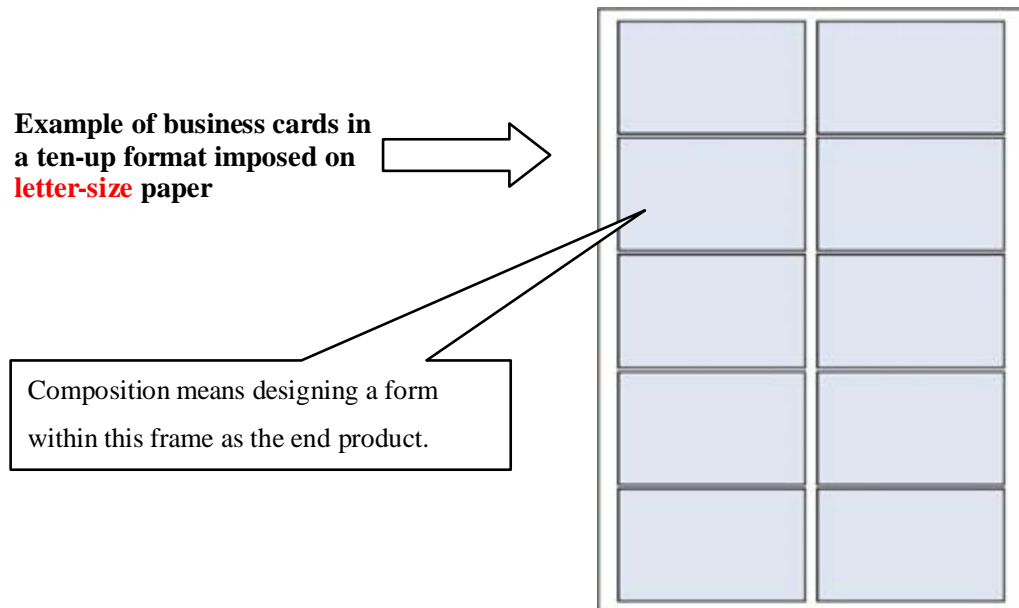 Example of business cards in
a ten-up format imposed on
letter-size paper
Composition means designing a form
within this frame as the end product.